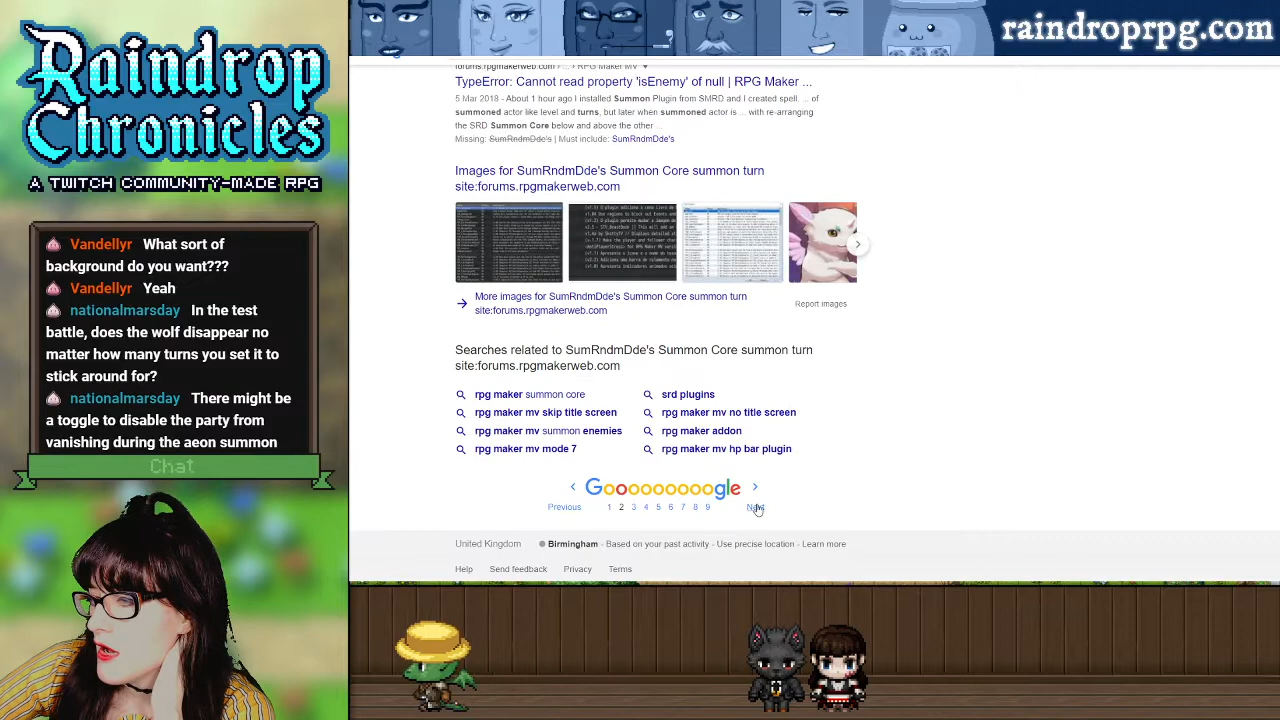 Raindrop
Chronicles
A TWITCH COMMUNITY-MADE RPG
Vandellyr What sort of
background do you want???
Vandellyr Yeah
nationalmarsday In the test
battle, does the wolf disappear no
matter how many turns you set it to
stick around for?
nationalmarsday There might be
a toggle to disable the party from
vanishing during the aeon summon
Chat
raindroprpg.com
forums.rpgmakerweb.com › ... › RPG Maker MV
TypeError: Cannot read property 'isEnemy' of null | RPG Maker ...
5 Mar 2018 - About 1 hour ago I installed Summon Plugin from SMRD and I created spell. ... of
summoned actor like level and turns, but later when summoned actor is ... with re-arranging
the SRD Summon Core below and above the other ...
Missing: SumRndmDde's | Must include: SumRndmDde's
Images for SumRndmDde's Summon Core summon turn
site:forums.rpgmakerweb.com
More images for SumRndmDde's Summon Core summon turn
site:forums.rpgmakerweb.com
Report images
Searches related to SumRndmDde's Summon Core summon turn
site:forums.rpgmakerweb.com
rpg maker summon core
srd plugins
rpg maker mv skip title screen
rpg maker mv no title screen
rpg maker mv summon enemies
rpg maker addon
rpg maker mv mode 7
rpg maker mv hp bar plugin
Goooooooooogle
Previous 1 2 3 4 5 6 7 8 9 Next
United Kingdom Birmingham - Based on your past activity - Use precise location - Learn more
Help Send feedback Privacy Terms